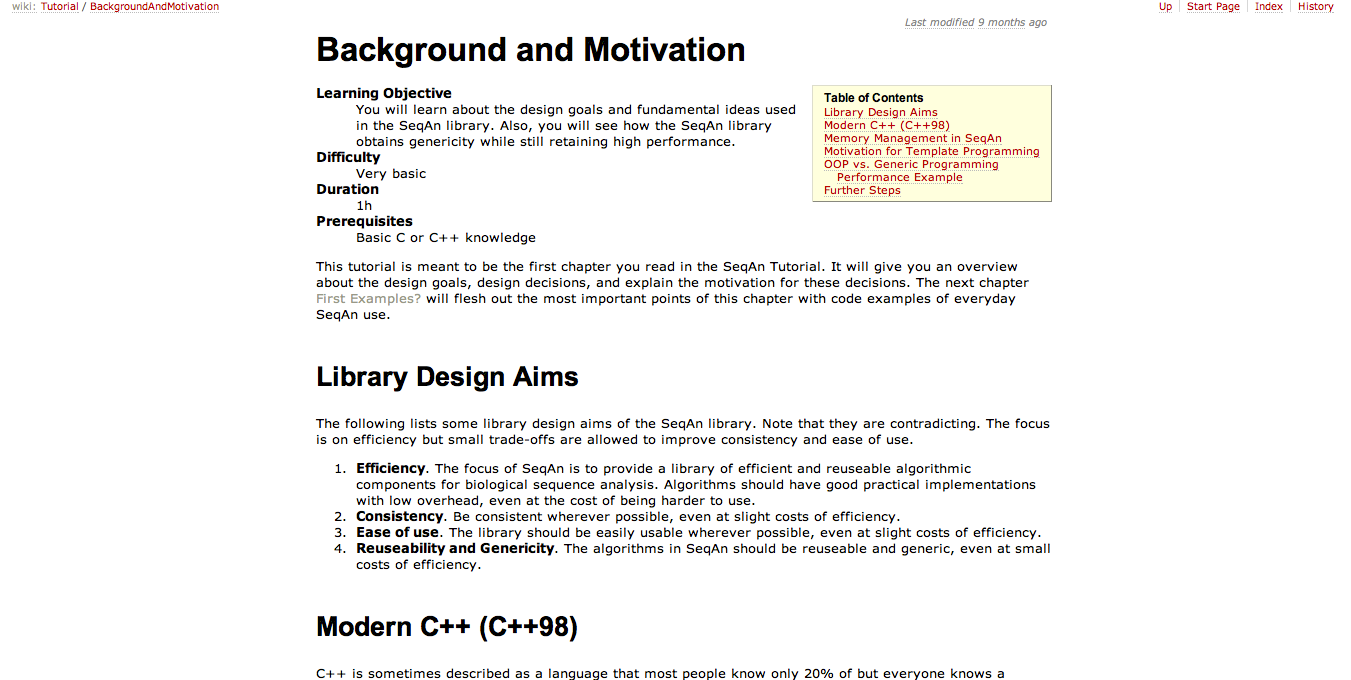 wiki: Tutorial / BackgroundAndMotivation
Up Start Page Index History
Last modified 9 months ago
Background and Motivation
Learning Objective
You will learn about the design goals and fundamental ideas used
in the SeqAn library. Also, you will see how the SeqAn library
obtains genericity while still retaining high performance.
Difficulty
Very basic
Duration
1h
Prerequisites
Basic C or C++ knowledge
Table of Contents
Library Design Aims
Modern C++ (C++98)
Memory Management in SeqAn
Motivation for Template Programming
OOP vs. Generic Programming
Performance Example
Further Steps
This tutorial is meant to be the first chapter you read in the SeqAn Tutorial. It will give you an overview
about the design goals, design decisions, and explain the motivation for these decisions. The next chapter
First Examples? will flesh out the most important points of this chapter with code examples of everyday
SeqAn use.
Library Design Aims
The following lists some library design aims of the SeqAn library. Note that they are contradicting. The focus
is on efficiency but small trade-offs are allowed to improve consistency and ease of use.
1. Efficiency. The focus of SeqAn is to provide a library of efficient and reuseable algorithmic
components for biological sequence analysis. Algorithms should have good practical implementations
with low overhead, even at the cost of being harder to use.
2. Consistency. Be consistent wherever possible, even at slight costs of efficiency.
3. Ease of use. The library should be easily usable wherever possible, even at slight costs of efficiency.
4. Reuseability and Genericity. The algorithms in SeqAn should be reuseable and generic, even at small
costs of efficiency.
Modern C++ (C++98)
C++ is sometimes described as a language that most people know only 20% of but everyone knows a